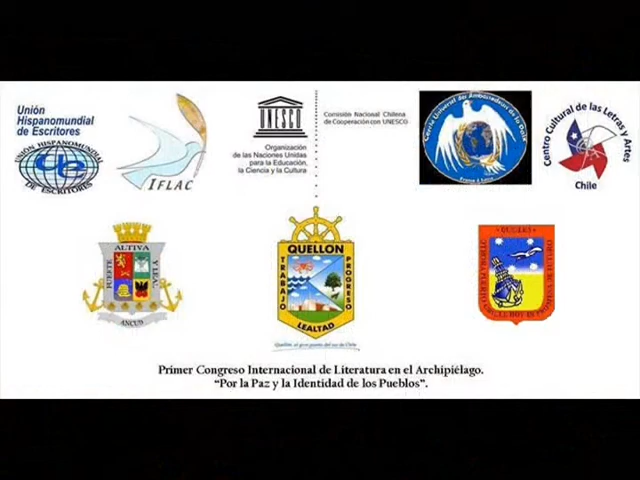 Unión
Hispanomundial
de Escritores
UNIÓN HISPANOMUNDIAL
DE ESCRITORES
IFLAC
UNESCO
Organización
de las Naciones Unidas
para la Educación,
la Ciencia y la Cultura
Comisión Nacional Chilena
de Cooperación con UNESCO
Centro Cultural de las Letras y Artes
Chile
FUERTE
ALTIVA
Y LEAL
ANCUD
QUELLON
TRABAJO
PROGRESO
LEALTAD
Primer Congreso Internacional de Literatura en el Archipiélago.
“Por la Paz y la Identidad de los Pueblos”.